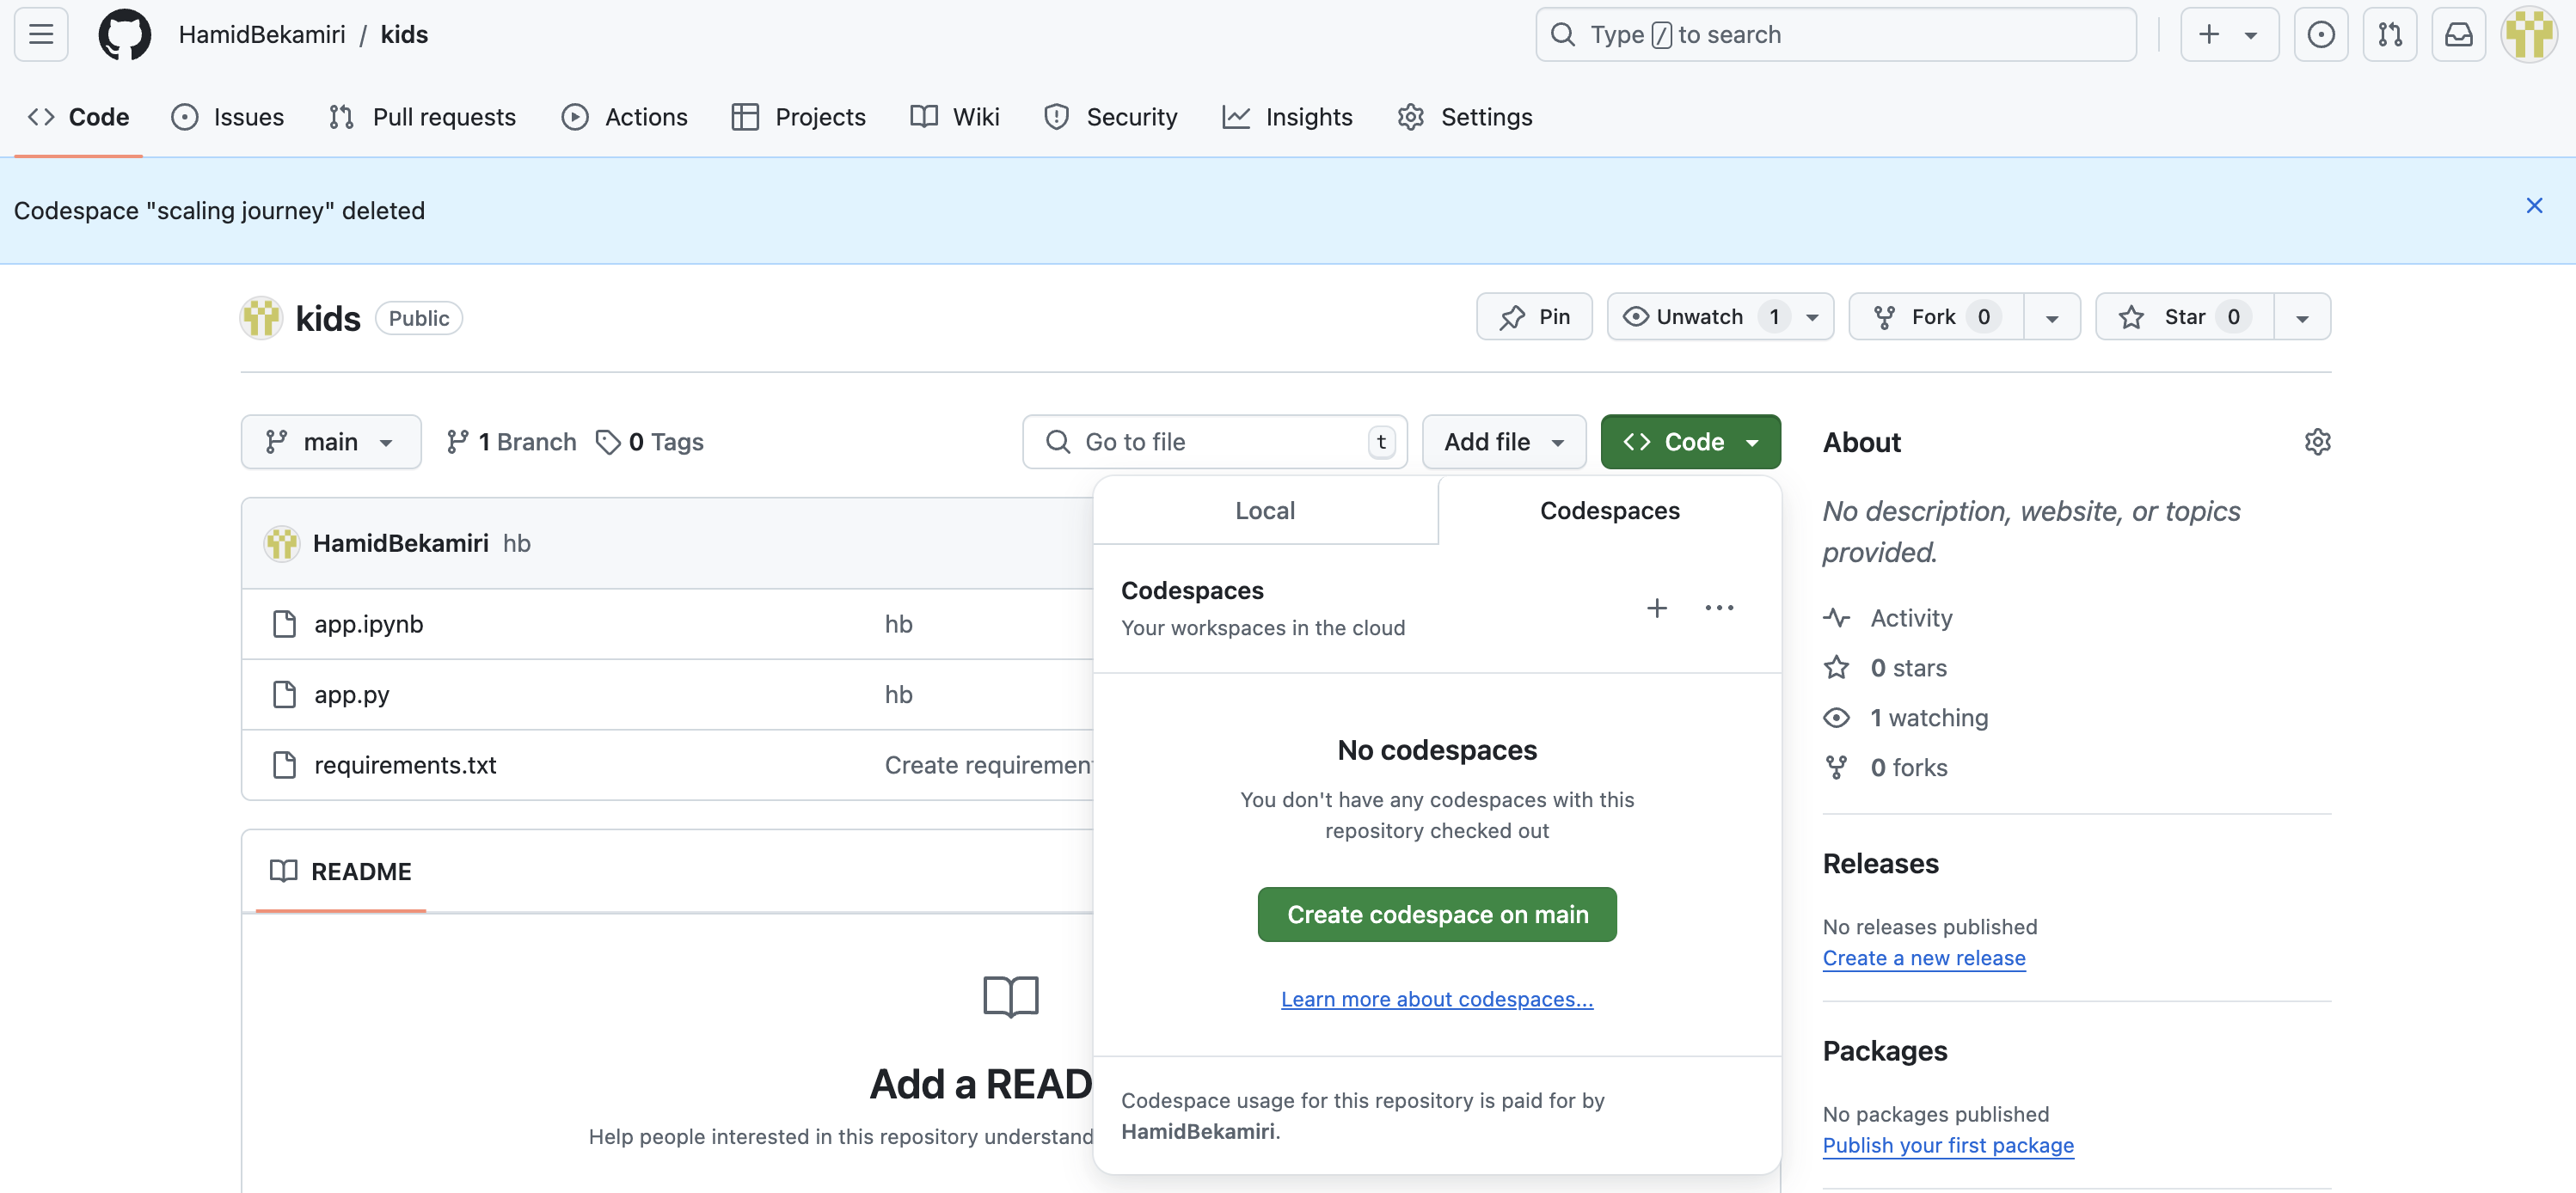 HamidBekamiri / kids
Type / to search
Code Issues Pull requests Actions Projects Wiki Security Insights Settings
Codespace "scaling journey" deleted
kids Public
Pin Unwatch 1 Fork 0 Star 0
main 1 Branch 0 Tags
Go to file t Add file Code
HamidBekamiri hb
app.ipynb hb
app.py hb
requirements.txt Create requirement
README
Add a READ
Help people interested in this repository understand
Local Codespaces
Codespaces
Your workspaces in the cloud
No codespaces
You don't have any codespaces with this
repository checked out
Create codespace on main
Learn more about codespaces...
Codespace usage for this repository is paid for by
HamidBekamiri.
About
No description, website, or topics
provided.
Activity
0 stars
1 watching
0 forks
Releases
No releases published
Create a new release
Packages
No packages published
Publish your first package